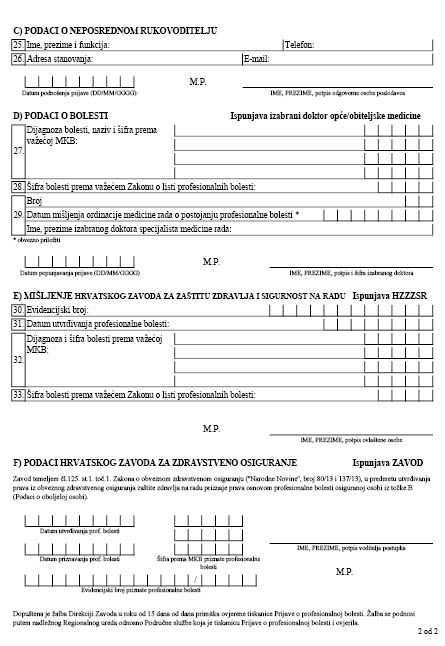 C) PODACI O NEPOSREDNOM RUKOVODITELJU
25. Ime, prezime i funkcija: Telefon:
26. Adresa stanovanja: E-mail:
M.P.
Datum podnošenja prijave (DD/MM/GGGG): IME, PREZIME, potpis odgovorne osobe poslodavca
D) PODACI O BOLESTI Ispunjava izabrani doktor opće/obiteljske medicine
27. Dijagnoza bolesti, naziv i šifra prema
važećoj MKB:
28. Šifra bolesti prema važećem Zakonu o listi profesionalnih bolesti:
Broj
29. Datum mišljenja ordinacije medicine rada o postojanju profesionalne bolesti *
Ime, prezime izabranog doktora specijalista medicine rada:
* obvezno priložiti
M.P.
Datum popunjavanja prijave (DD/MM/GGGG) IME, PREZIME, potpis i šifra izabranog doktora
E) MIŠLJENJE HRVATSKOG ZAVODA ZA ZAŠTITU ZDRAVLJA I SIGURNOST NA RADU Ispunjava HZZZSR
30. Evidencijski broj:
31. Datum utvrđivanja profesionalne bolesti:
32. Dijagnoza i šifra bolesti prema važećoj
MKB:
33. Šifra bolesti prema važećem Zakonu o listi profesionalnih bolesti:
M.P.
IME, PREZIME, potpis ovlaštene osobe
F) PODACI HRVATSKOG ZAVODA ZA ZDRAVSTVENO OSIGURANJE Ispunjava ZAVOD
Zavod temeljem čl.125. st.1. toč.1. Zakona o obveznom zdravstvenom osiguranju ("Narodne Novine", broj 80/13 i 137/13), u predmetu utvrđivanja
prava iz obveznog zdravstvenog osiguranja zaštite zdravlja na radu priznaje prava osnovom profesionalne bolesti osiguranoj osobi iz točke B
(Podaci o oboljeloj osobi).
Datum utvrđivanja prof. bolesti
IME, PREZIME, potpis voditelja postupka
Datum priznavanja prof. bolesti Šifra prema MKB priznate profesionalne
bolesti
M.P.
/
Evidencijski broj priznate profesionalne bolesti
Dopuštena je žalba Direkciji Zavoda u roku od 15 dana od dana primitka ovjerene tiskanice Prijave o profesionalnoj bolesti. Žalba se podnosi
putem nadležnog Regionalnog ureda odnosno Područne službe koja je tiskanicu Prijave o profesionalnoj bolesti i ovjerila.
2 od 2